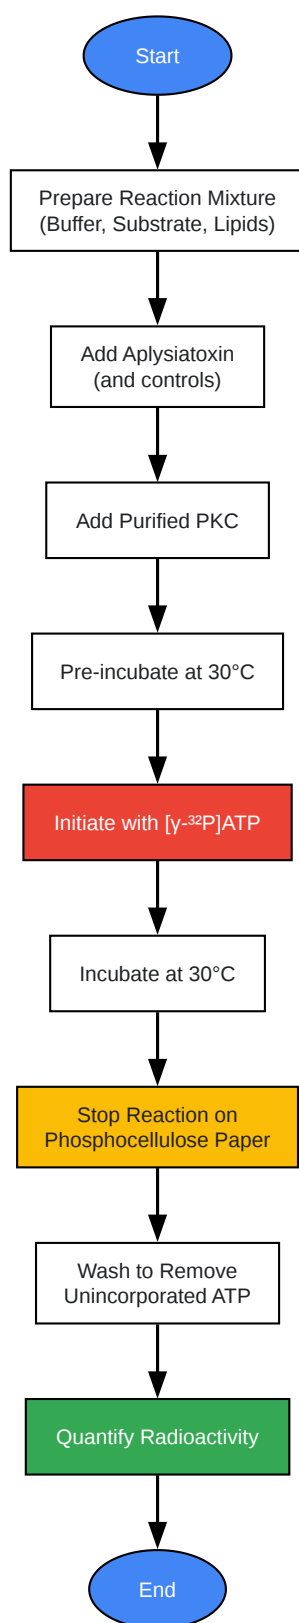 Start
Prepare Reaction Mixture
(Buffer, Substrate, Lipids)
Add Aplysiatoxin
(and controls)
Add Purified PKC
Pre-incubate at 30°C
Initiate with [γ-³²P]ATP
Incubate at 30°C
Stop Reaction on
Phosphocellulose Paper
Wash to Remove
Unincorporated ATP
Quantify Radioactivity
End